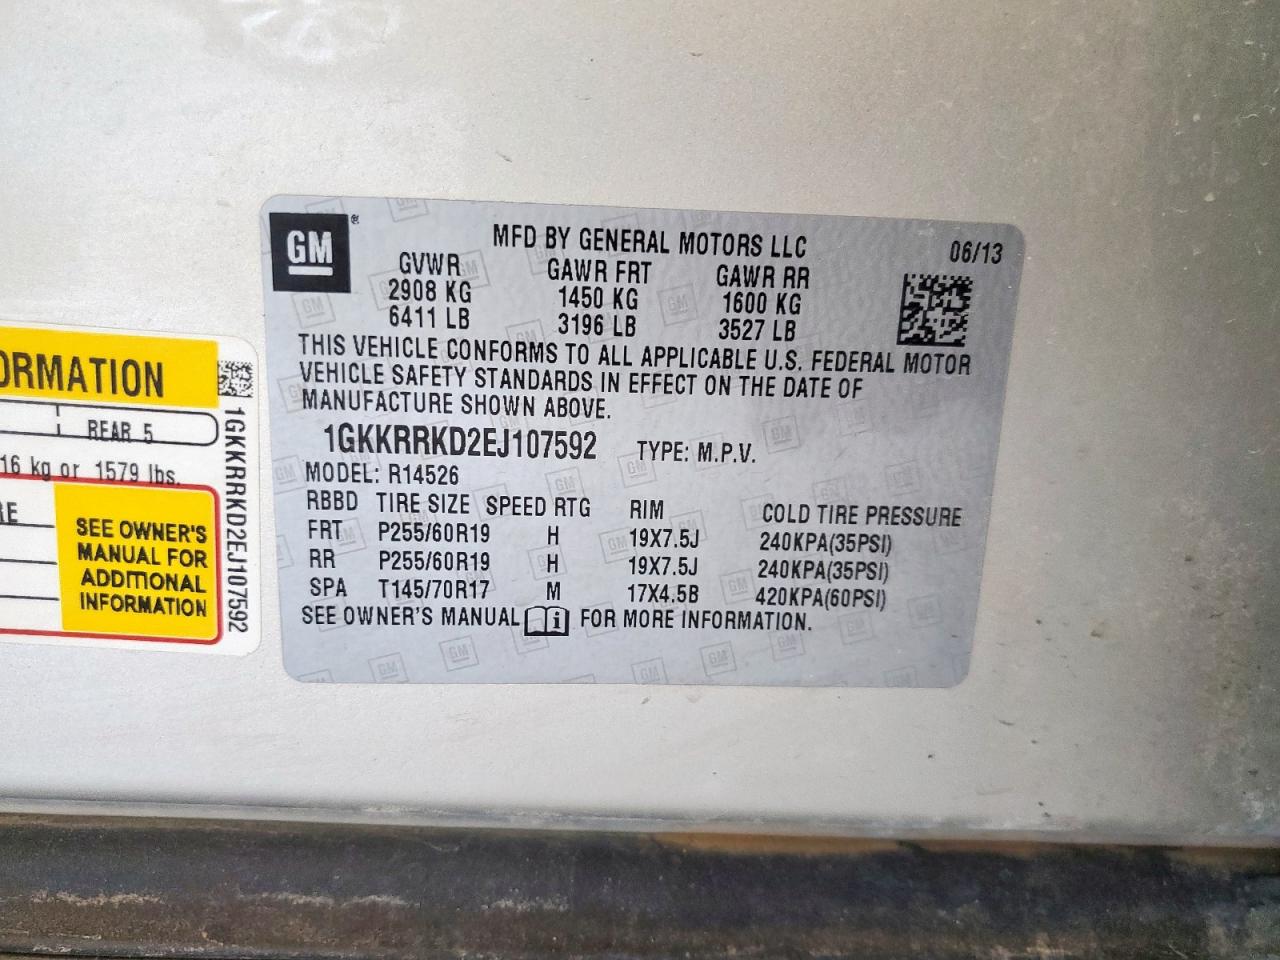 GM ®
MFD BY GENERAL MOTORS LLC 06/13
GVWR GAWR FRT GAWR RR
2908 KG 1450 KG 1600 KG
6411 LB 3196 LB 3527 LB
THIS VEHICLE CONFORMS TO ALL APPLICABLE U.S. FEDERAL MOTOR
VEHICLE SAFETY STANDARDS IN EFFECT ON THE DATE OF
MANUFACTURE SHOWN ABOVE.
1GKKRRKD2EJ107592 TYPE: M.P.V.
MODEL: R14526
RBBD TIRE SIZE SPEED RTG RIM COLD TIRE PRESSURE
FRT P255/60R19 H 19X7.5J 240KPA(35PSI)
RR P255/60R19 H 19X7.5J 240KPA(35PSI)
SPA T145/70R17 M 17X4.5B 420KPA(60PSI)
SEE OWNER'S MANUAL i FOR MORE INFORMATION.
ORMATION
REAR 5
16 kg or 1579 lbs.
RE
SEE OWNER'S
MANUAL FOR
ADDITIONAL
INFORMATION
1GKKRRKD2EJ107592